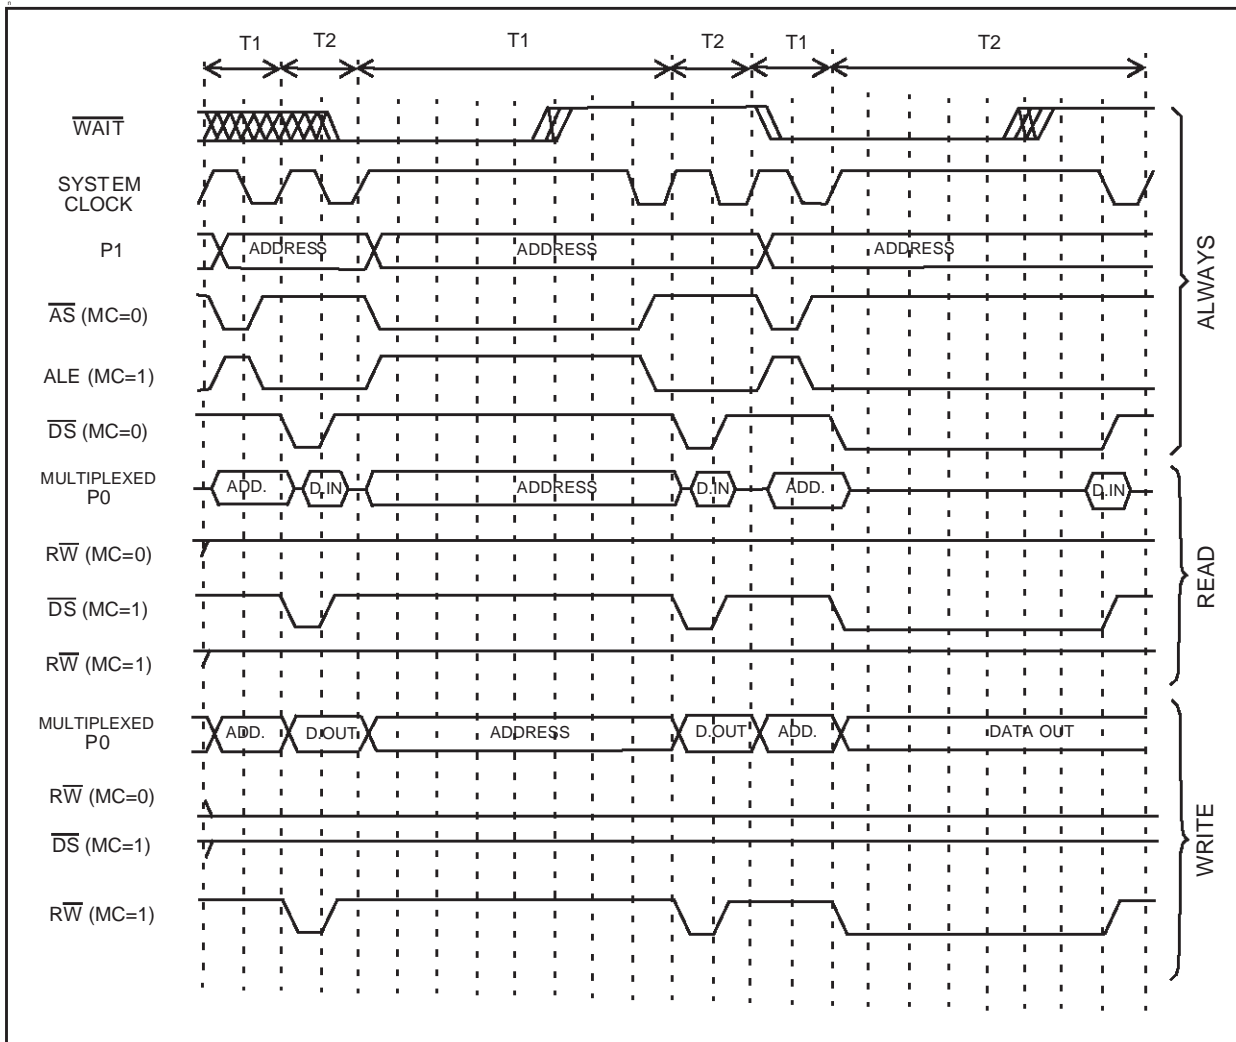 n
T1 T2 T1 T2 T1 T2
WAIT
SYSTEM
CLOCK
P1 ADDRESS ADDRESS ADDRESS
AS (MC=0)
ALE (MC=1)
DS (MC=0)
ALWAYS
MULTIPLEXED
P0 ADD. D.IN ADDRESS D.IN ADD. D.IN
RW (MC=0)
DS (MC=1)
RW (MC=1)
READ
MULTIPLEXED
P0 ADD. D.OUT ADDRESS D.OUT ADD. DATA OUT
RW (MC=0)
DS (MC=1)
RW (MC=1)
WRITE